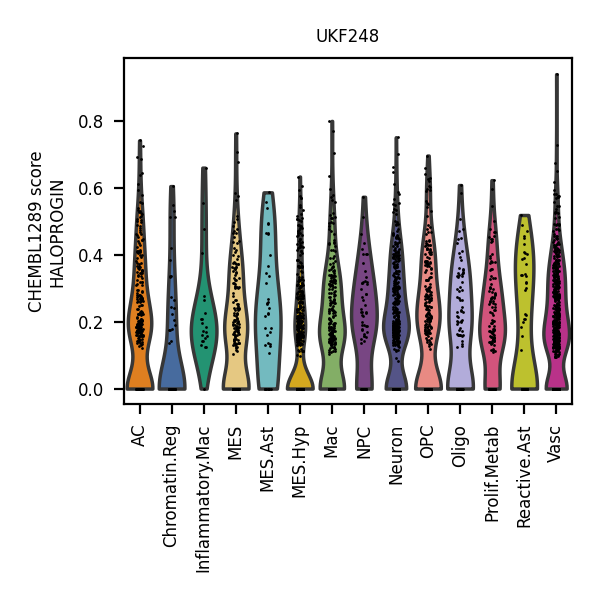 UKF248
CHEMBL1289 score
HALOPROGIN
0.8
0.6
0.4
0.2
0.0
AC
Chromatin.Reg
Inflammatory.Mac
MES
MES.Ast
MES.Hyp
Mac
NPC
Neuron
OPC
Oligo
Prolif.Metab
Reactive.Ast
Vasc